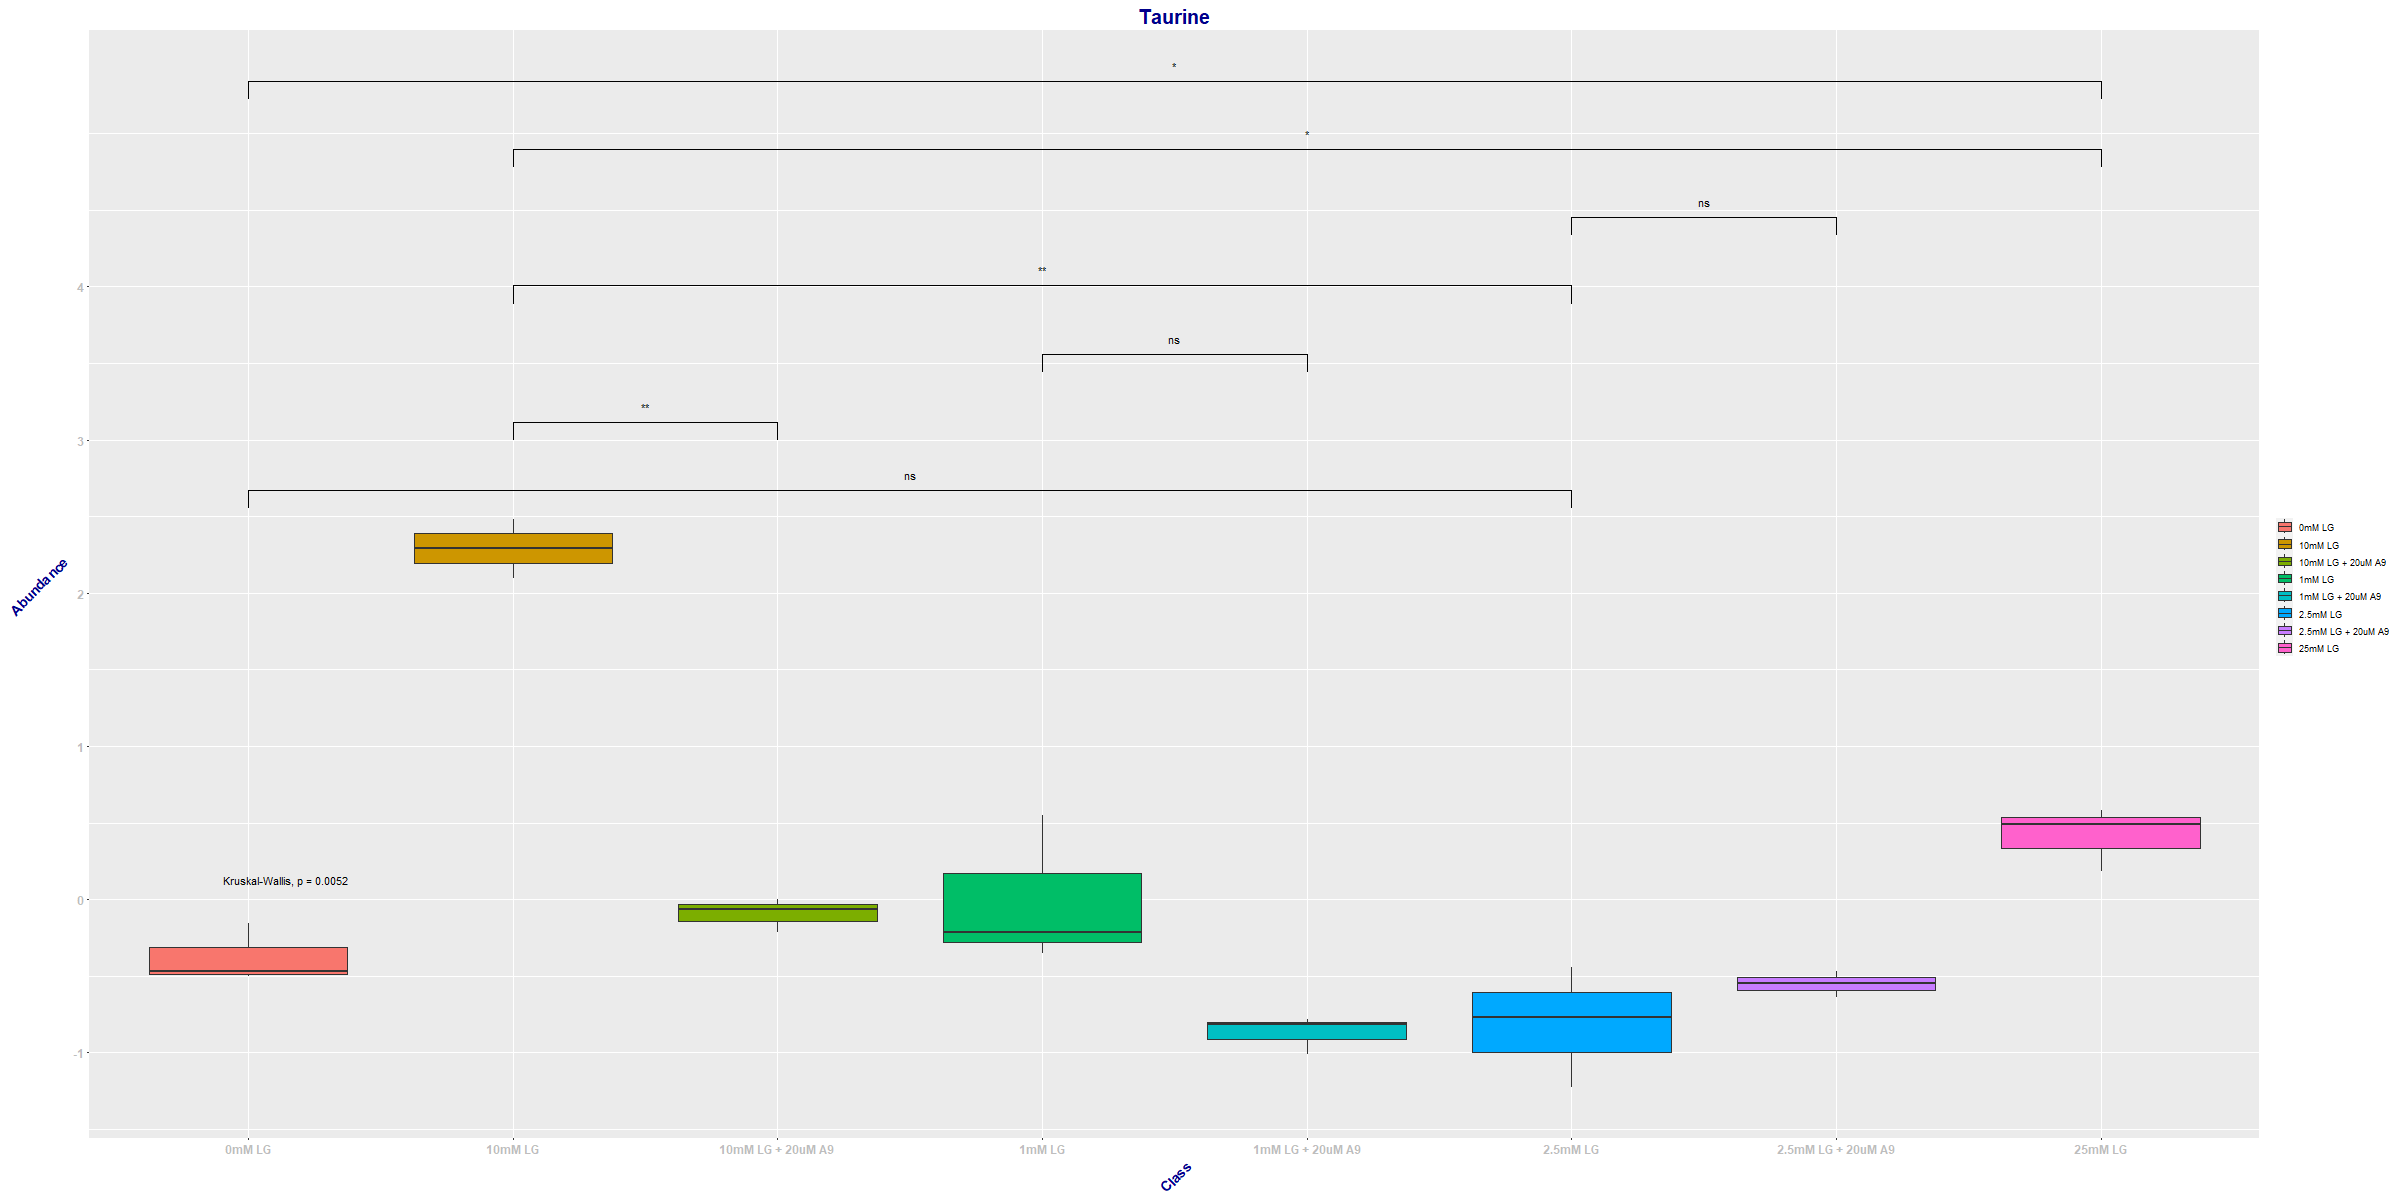 Taurine
*
*
ns
**
ns
**
ns
Kruskal-Wallis, p = 0.0052
4
3
2
1
0
-1
Abundance
0mM LG
10mM LG
10mM LG + 20uM A9
1mM LG
1mM LG + 20uM A9
2.5mM LG
2.5mM LG + 20uM A9
25mM LG
Class
0mM LG
10mM LG
10mM LG + 20uM A9
1mM LG
1mM LG + 20uM A9
2.5mM LG
2.5mM LG + 20uM A9
25mM LG